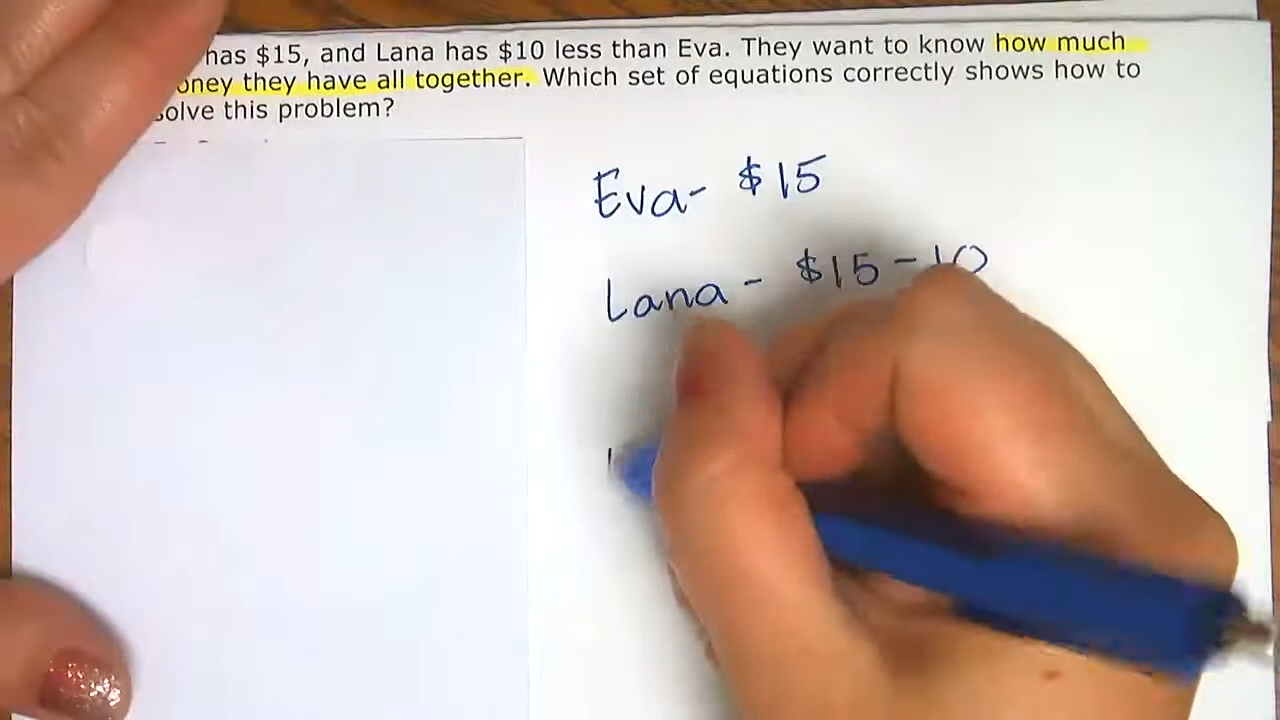 has $15, and Lana has $10 less than Eva. They want to know how much
oney they have all together. Which set of equations correctly shows how to
olve this problem?
Eva- $15
Lana - $15-10